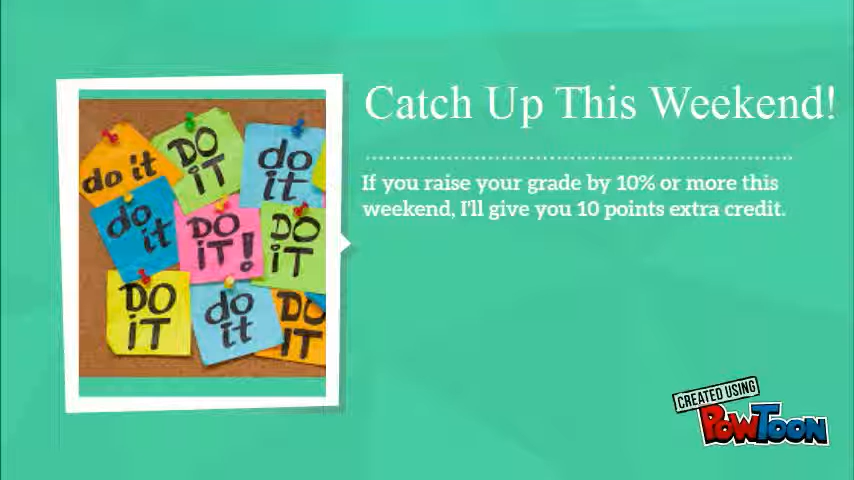 Catch Up This Weekend!
If you raise your grade by 10% or more this
weekend, I'll give you 10 points extra credit.
do it
DO
IT
do
it
do
it
DO
IT!
DO
IT
DO
IT
do
it
DO
IT
CREATED USING
POWTOON